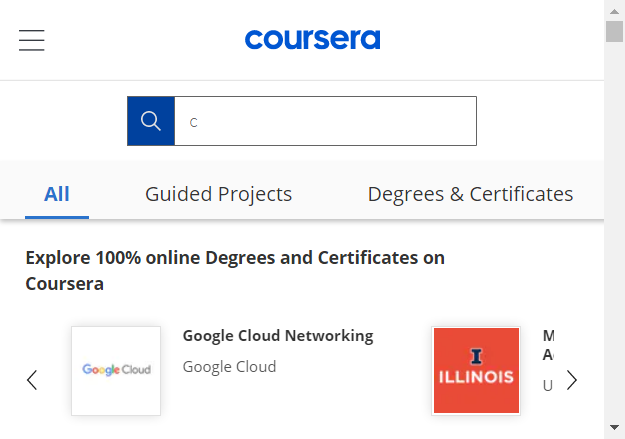 coursera
C
All
Guided Projects
Degrees & Certificates
Explore 100% online Degrees and Certificates on
Coursera
Google Cloud
Google Cloud Networking
Google Cloud
ILLINOIS
M
U